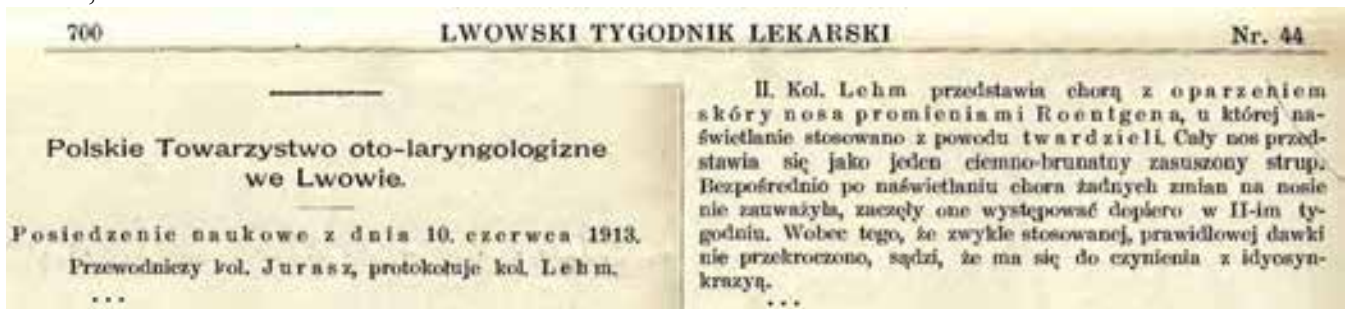 700 LWOWSKI TYGODNIK LEKARSKI Nr. 44
Polskie Towarzystwo oto-laryngologizne
we Lwowie.
Posiedzenie naukowe z dnia 10. czerwca 1913.
Przewodniczy kol. Jurasz, protokołuje kol. Lehm.
...
II. Kol. Lehm przedstawia chorą z oparzeniem
skóry nosa promieniami Roentgena, u której na-
świetlanie stosowano z powodu twardzieli. Cały nos przed-
stawia się jako jeden ciemno-brunatny zasuszony strup.
Bezpośrednio po naświetlaniu chora żadnych zmian na nosie
nie zauważyła, zaczęły one występować dopiero w II-im ty-
godniu. Wobec tego, że zwykle stosowanej, prawidłowej dawki
nie przekroczono, sądzi, że ma się do czynienia z idyosyn-
krazyą.
...